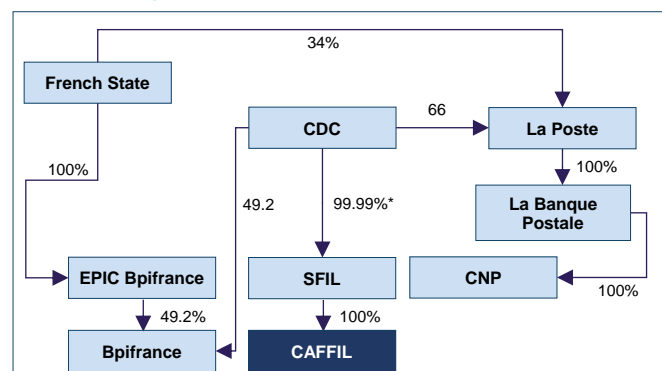 34%
French State
CDC
66
La Poste
100%
100%
49.2
99.99%*
La Banque
Postale
EPIC Bpifrance
SFIL
CNP
100%
49.2%
100%
Bpifrance
CAFFIL